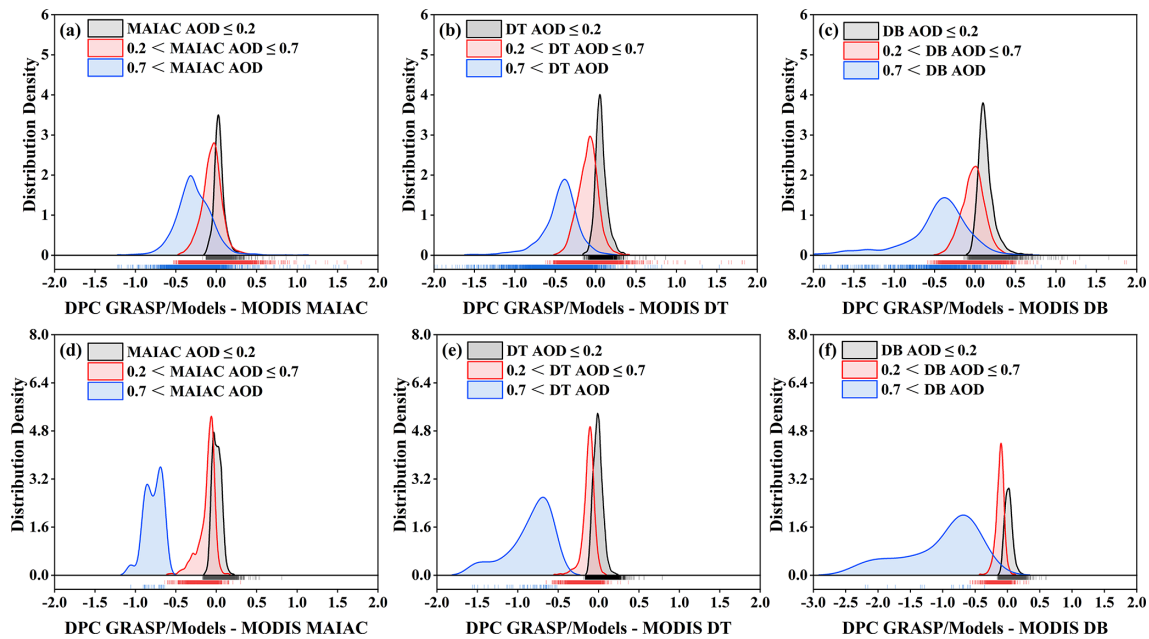 (a)
MAIAC AOD ≤ 0.2
0.2 < MAIAC AOD ≤ 0.7
0.7 < MAIAC AOD
Distribution Density
6
5
4
3
2
1
0
-2.0 -1.5 -1.0 -0.5 0.0 0.5 1.0 1.5 2.0
DPC GRASP/Models - MODIS MAIAC
(b)
DT AOD ≤ 0.2
0.2 < DT AOD ≤ 0.7
0.7 < DT AOD
Distribution Density
6
5
4
3
2
1
0
-2.0 -1.5 -1.0 -0.5 0.0 0.5 1.0 1.5 2.0
DPC GRASP/Models - MODIS DT
(c)
DB AOD ≤ 0.2
0.2 < DB AOD ≤ 0.7
0.7 < DB AOD
Distribution Density
6
5
4
3
2
1
0
-2.0 -1.5 -1.0 -0.5 0.0 0.5 1.0 1.5 2.0
DPC GRASP/Models - MODIS DB
(d)
MAIAC AOD ≤ 0.2
0.2 < MAIAC AOD ≤ 0.7
0.7 < MAIAC AOD
Distribution Density
8.0
6.4
4.8
3.2
1.6
0.0
-2.0 -1.5 -1.0 -0.5 0.0 0.5 1.0 1.5 2.0
DPC GRASP/Models - MODIS MAIAC
(e)
DT AOD ≤ 0.2
0.2 < DT AOD ≤ 0.7
0.7 < DT AOD
Distribution Density
8.0
6.4
4.8
3.2
1.6
0.0
-2.0 -1.5 -1.0 -0.5 0.0 0.5 1.0 1.5 2.0
DPC GRASP/Models - MODIS DT
(f)
DB AOD ≤ 0.2
0.2 < DB AOD ≤ 0.7
0.7 < DB AOD
Distribution Density
8.0
6.4
4.8
3.2
1.6
0.0
-3.0 -2.5 -2.0 -1.5 -1.0 -0.5 0.0 0.5 1.0 1.5 2.0
DPC GRASP/Models - MODIS DB